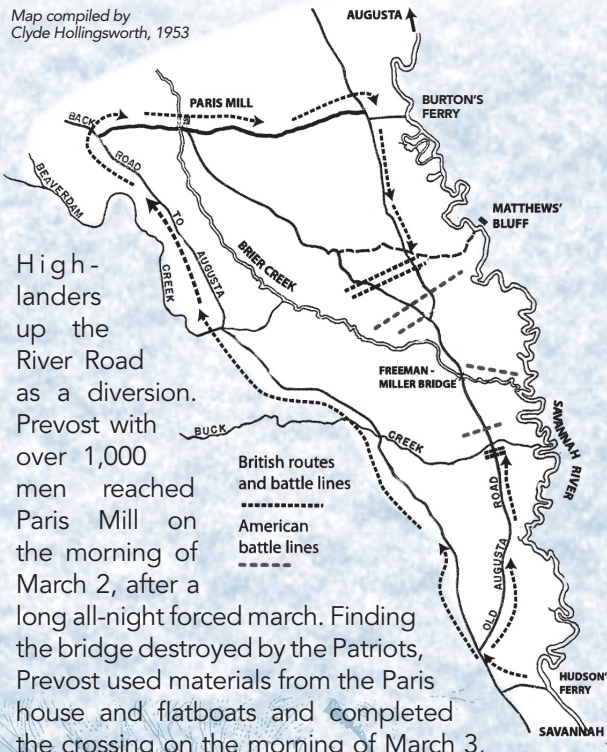 Map compiled by
Clyde Hollingsworth, 1953
AUGUSTA
PARIS MILL
BURTON'S
FERRY
BACK ROAD TO AUGUSTA
BEAVERDAM CREEK
MATTHEWS'
BLUFF
BRIER CREEK
FREEMAN -
MILLER BRIDGE
SAVANNAH RIVER
BUCK CREEK
OLD AUGUSTA ROAD
HUDSON'
FERRY
SAVANNAH
British routes
and battle lines
American
battle lines
High-
landers
up the
River Road
as a diversion.
Prevost with
over 1,000
men reached
Paris Mill on
the morning of
March 2, after a
long all-night forced march. Finding
the bridge destroyed by the Patriots,
Prevost used materials from the Paris
house and flatboats and completed
the crossing on the morning of March 3.